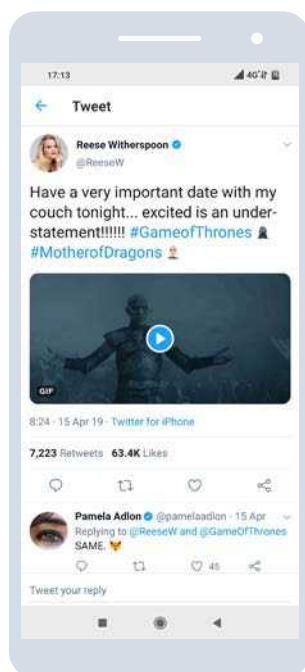 17:13
4G
Tweet
Reese Witherspoon
@ReeseW
Have a very important date with my
couch tonight... excited is an under-
statement!!!!!! #GameofThrones
#MotherofDragons
GIF
8:24 · 15 Apr 19 · Twitter for iPhone
7,223 Retweets 63.4K Likes
Pamela Adlon @pamelaadlon · 15 Apr
Replying to @ReeseW and @GameOfThrones
SAME.
45
Tweet your reply